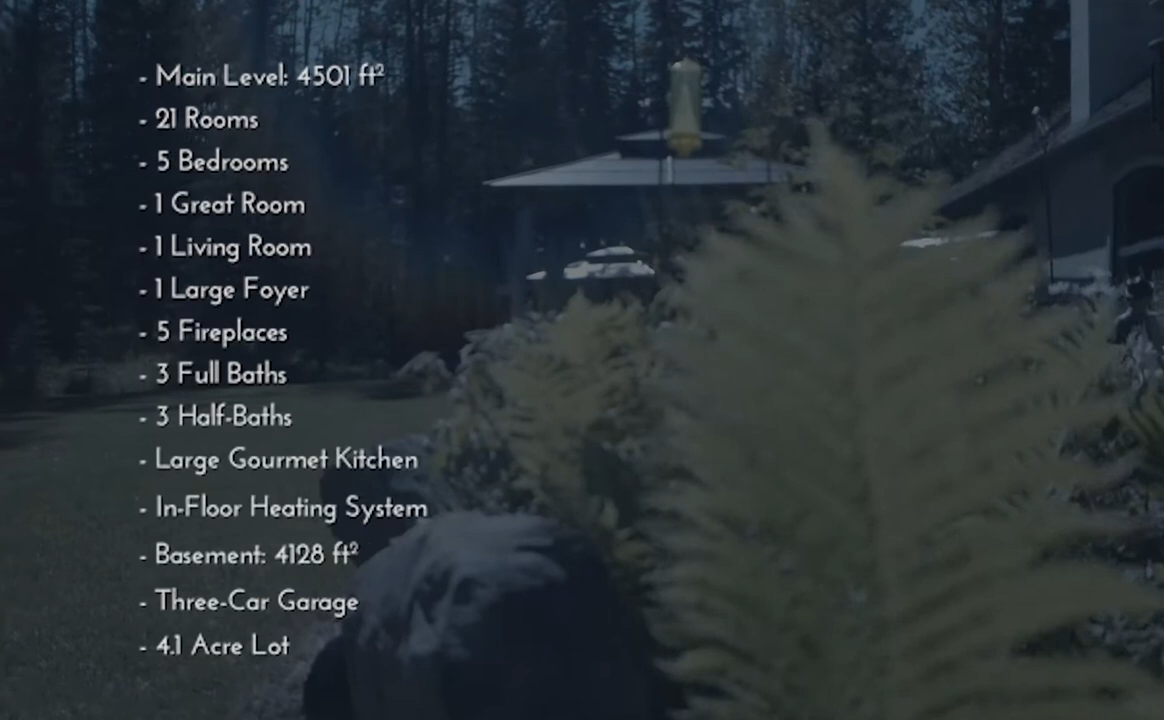 - Main Level: 4501 ft²
- 21 Rooms
- 5 Bedrooms
- 1 Great Room
- 1 Living Room
- 1 Large Foyer
- 5 Fireplaces
- 3 Full Baths
- 3 Half-Baths
- Large Gourmet Kitchen
- In-Floor Heating System
- Basement: 4128 ft²
- Three-Car Garage
- 4.1 Acre Lot